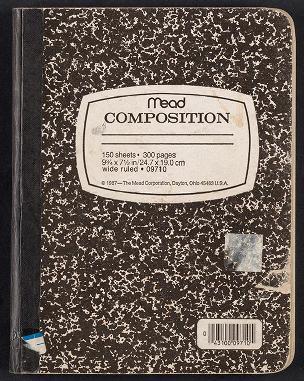 Mead
COMPOSITION
150 sheets • 300 pages
9¾ x 7½ in/24.7 x 19.0 cm
wide ruled • 09710
© 1987—The Mead Corporation, Dayton, Ohio 45463 U.S.A.
0 43100 09710